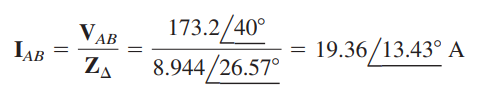 I_AB = V_AB / Z_Δ = 173.2/40° / 8.944/26.57° = 19.36/13.43° A